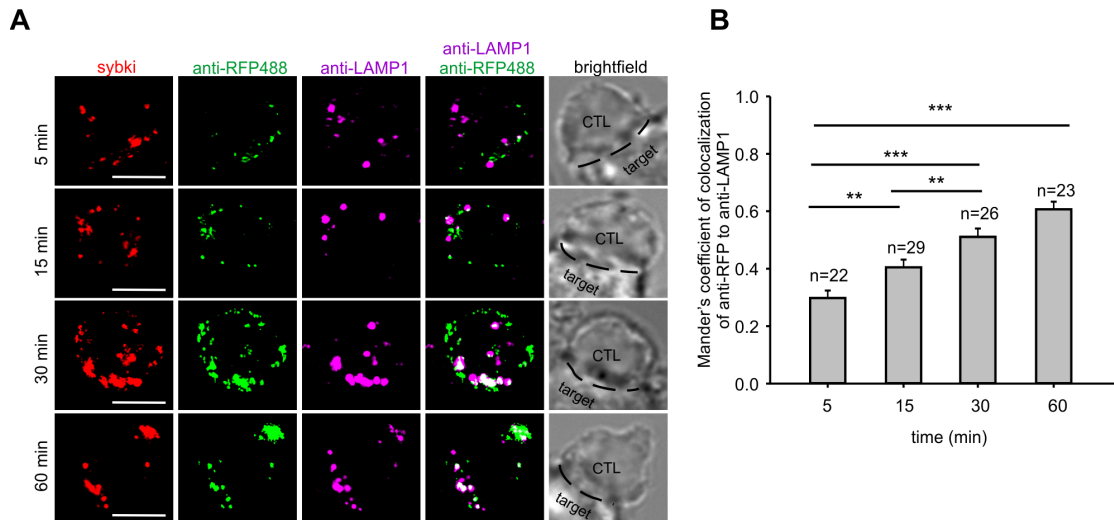 A
sybki
anti-RFP488
anti-LAMP1
anti-LAMP1
anti-RFP488
brightfield
5 min
CTL
target
15 min
CTL
target
30 min
CTL
target
60 min
CTL
target
B
Mander's coefficient of colocalization
of anti-RFP to anti-LAMP1
1.0
0.8
0.6
0.4
0.2
0.0
***
***
**
**
n=22
n=29
n=26
n=23
5
15
30
60
time (min)